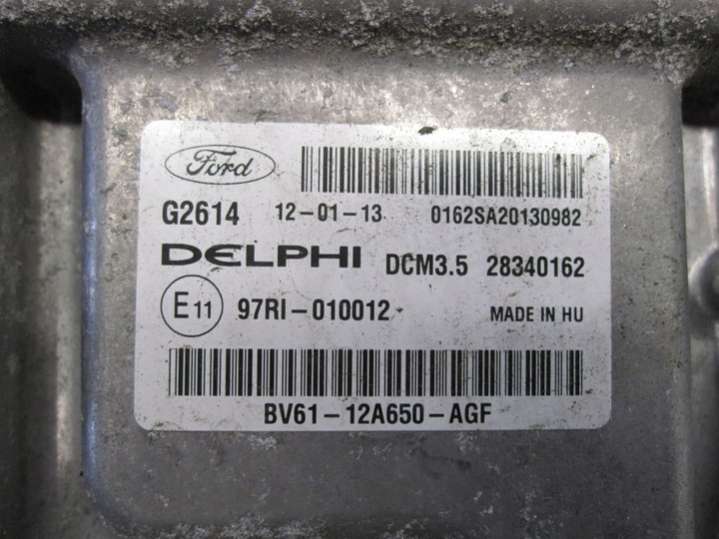 Ford
G2614 12-01-13 0162SA20130982
DELPHI DCM3.5 28340162
E11 97RI-010012 MADE IN HU
BV61-12A650-AGF